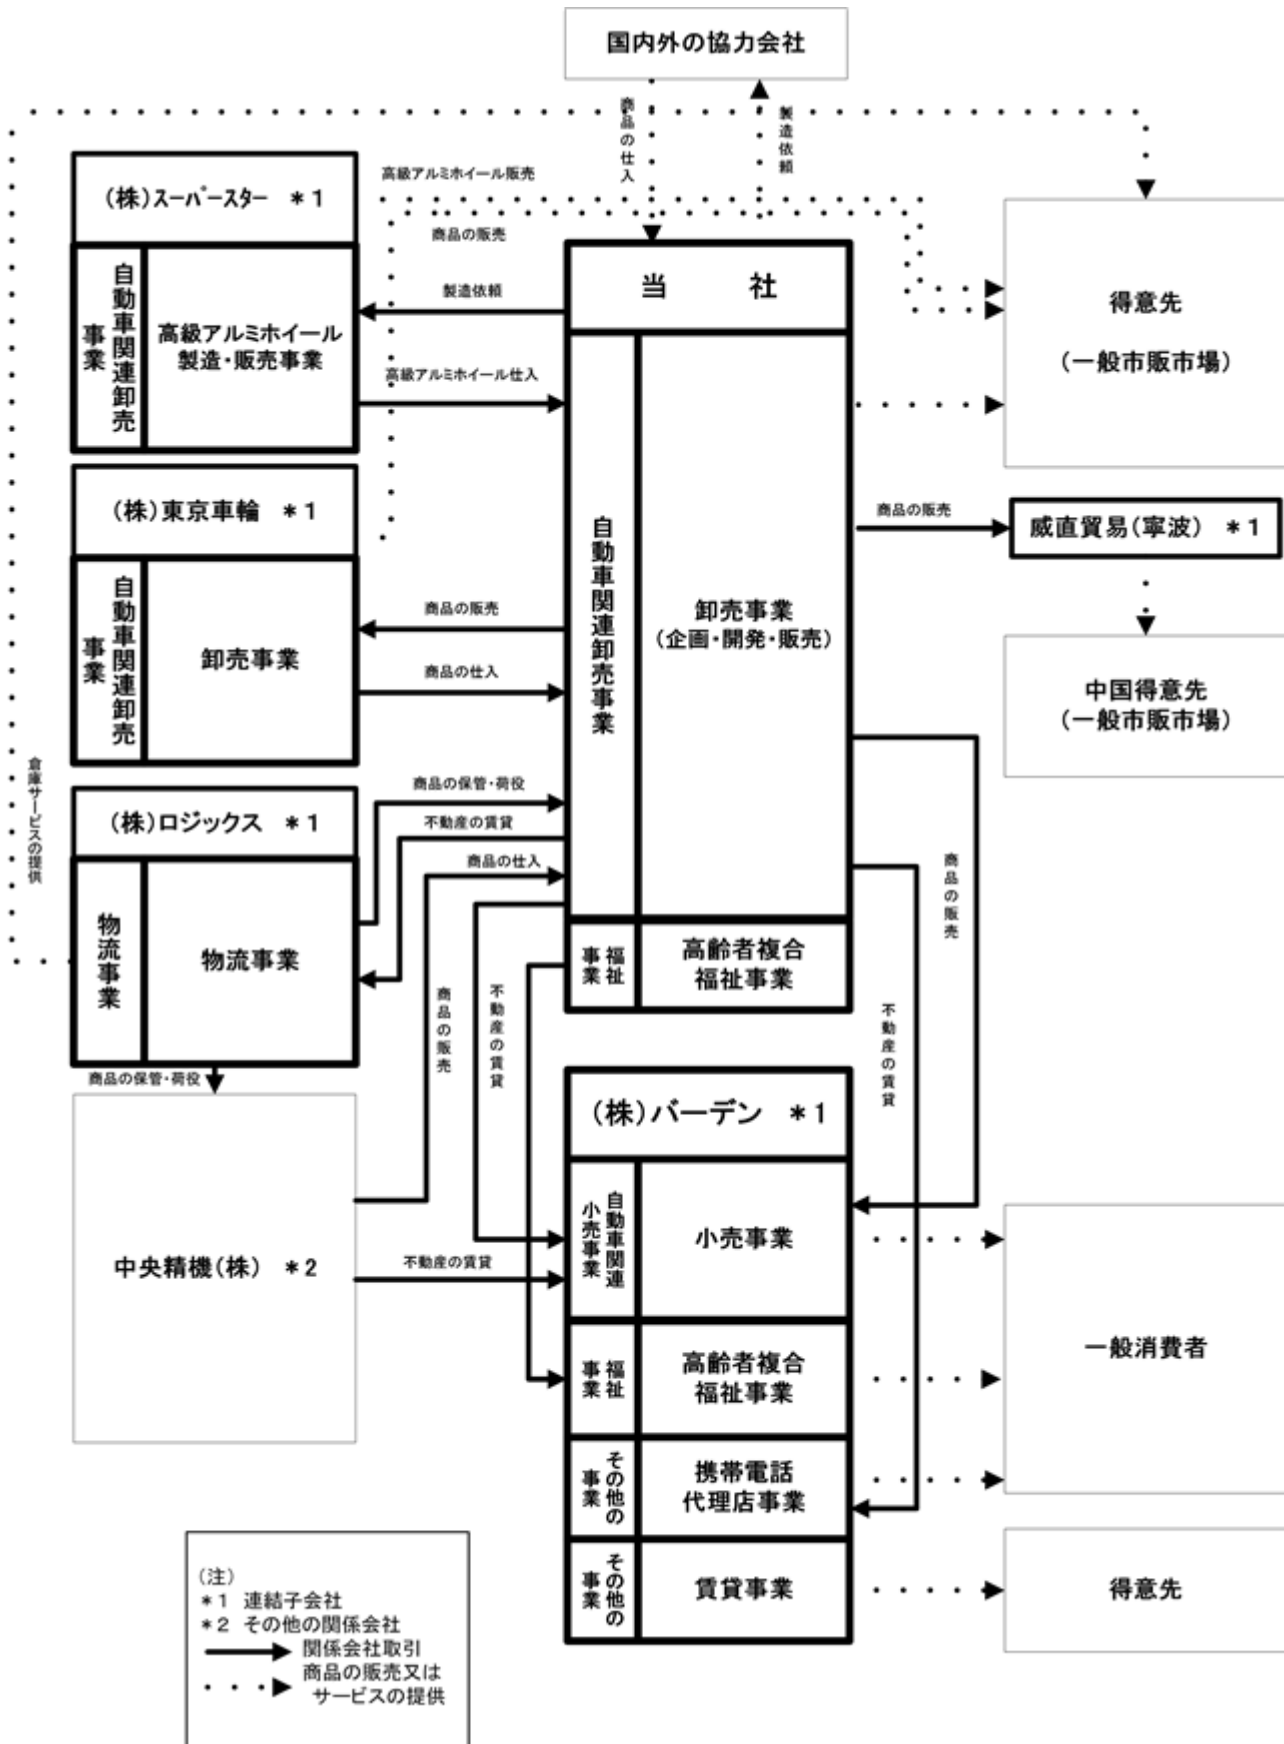 国内外の協力会社
商品の仕入
製造依頼
(株)スーパースター *1
自動車関連卸売
事業
高級アルミホイール
製造・販売事業
高級アルミホイール販売
商品の販売
製造依頼
高級アルミホイール仕入
当 社
自動車関連卸売事業
卸売事業
(企画・開発・販売)
福祉
事業
高齢者複合
福祉事業
得意先
(一般市販市場)
商品の販売
威直貿易(寧波) *1
中国得意先
(一般市販市場)
(株)東京車輪 *1
自動車関連卸売
事業
卸売事業
商品の販売
商品の仕入
倉庫サービスの提供
(株)ロジックス *1
物流事業
物流事業
商品の保管・荷役
不動産の賃貸
商品の仕入
商品の販売
不動産の賃貸
商品の販売
不動産の賃貸
商品の保管・荷役
中央精機(株) *2
不動産の賃貸
(株)バーデン *1
自動車関連
小売事業
小売事業
福祉
事業
高齢者複合
福祉事業
その他の
事業
携帯電話
代理店事業
その他の
事業
賃貸事業
一般消費者
得意先
(注)
*1 連結子会社
*2 その他の関係会社
関係会社取引
商品の販売又は
サービスの提供